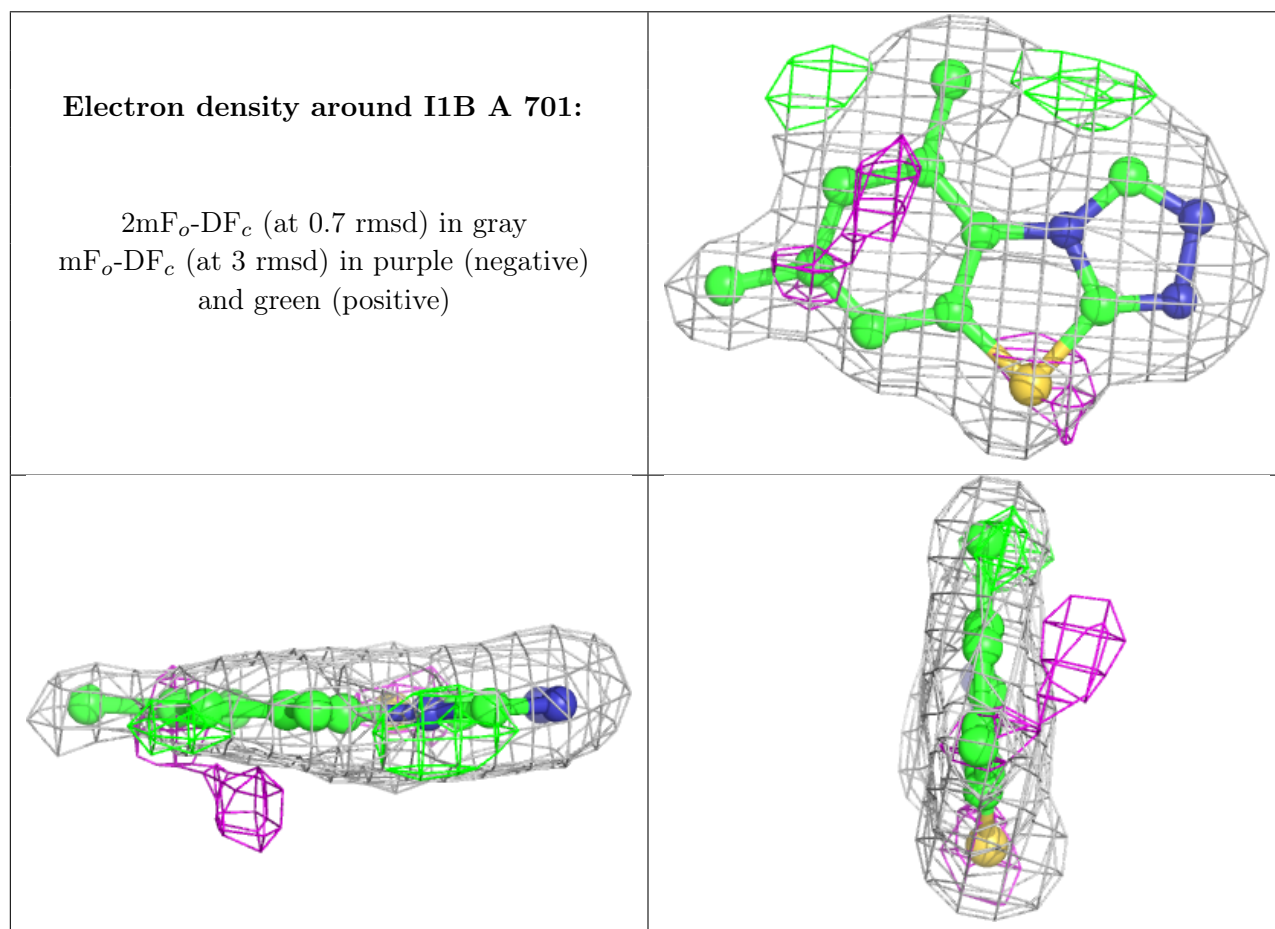 Electron density around I1B A 701:
2mFo-DFc (at 0.7 rmsd) in gray
mFo-DFc (at 3 rmsd) in purple (negative)
and green (positive)